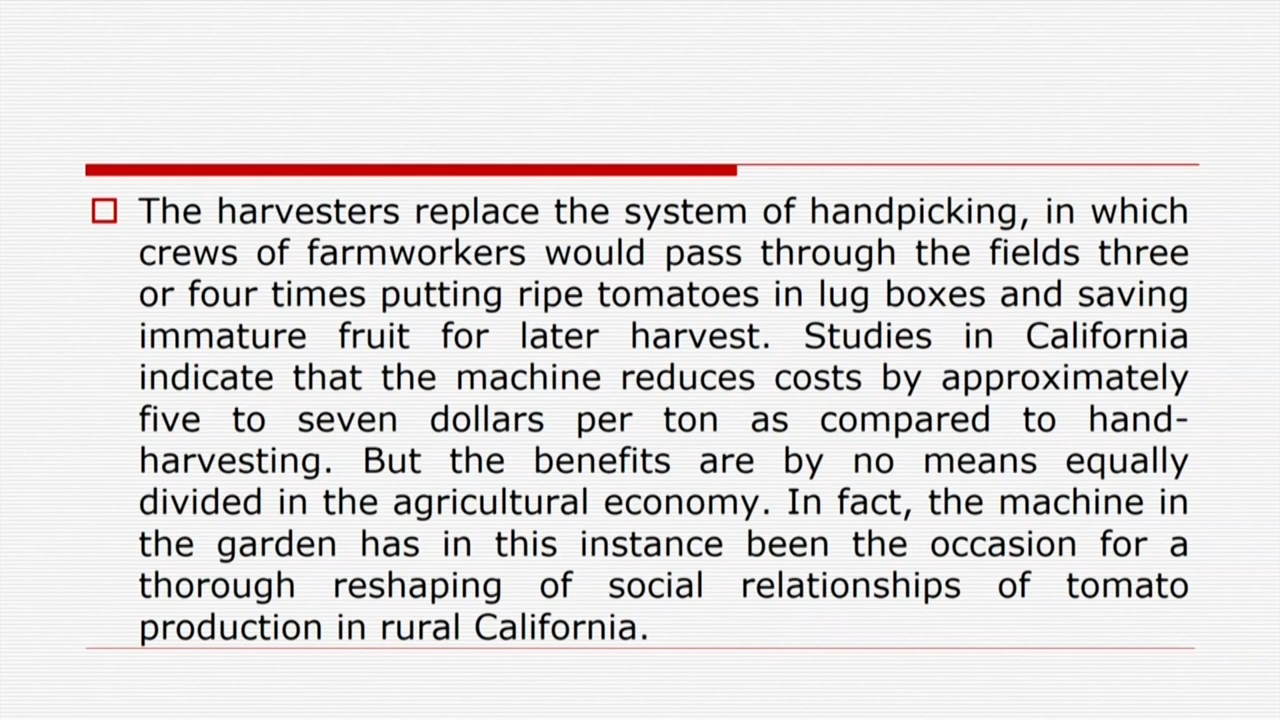 The harvesters replace the system of handpicking, in which
crews of farmworkers would pass through the fields three
or four times putting ripe tomatoes in lug boxes and saving
immature fruit for later harvest. Studies in California
indicate that the machine reduces costs by approximately
five to seven dollars per ton as compared to hand-
harvesting. But the benefits are by no means equally
divided in the agricultural economy. In fact, the machine in
the garden has in this instance been the occasion for a
thorough reshaping of social relationships of tomato
production in rural California.